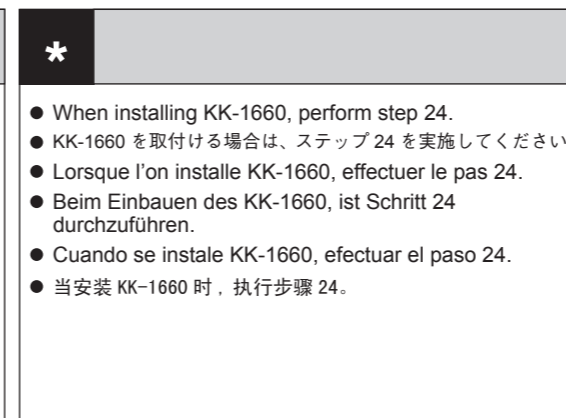 *
● When installing KK-1660, perform step 24.
● KK-1660 を取付ける場合は、ステップ 24 を実施してください
● Lorsque l’on installe KK-1660, effectuer le pas 24.
● Beim Einbauen des KK-1660, ist Schritt 24
durchzuführen.
● Cuando se instale KK-1660, efectuar el paso 24.
● 当安装 KK-1660 时，执行步骤 24。